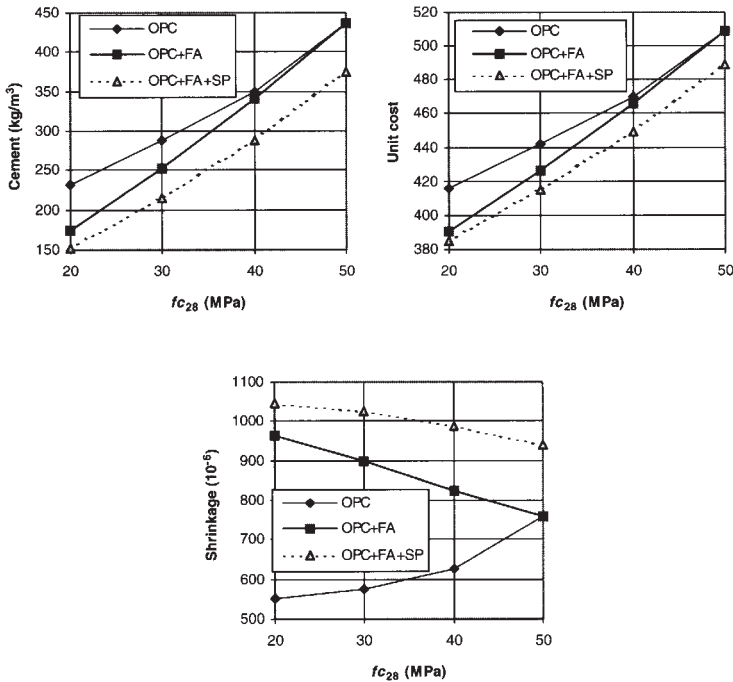 Cement (kg/m³)
450
400
350
300
250
200
150
OPC
OPC+FA
OPC+FA+SP
20 30 40 50
fc₂₈ (MPa)
Unit cost
520
500
480
460
440
420
400
380
OPC
OPC+FA
OPC+FA+SP
20 30 40 50
fc₂₈ (MPa)
Shrinkage (10⁻⁶)
1100
1000
900
800
700
600
500
OPC
OPC+FA
OPC+FA+SP
20 30 40 50
fc₂₈ (MPa)